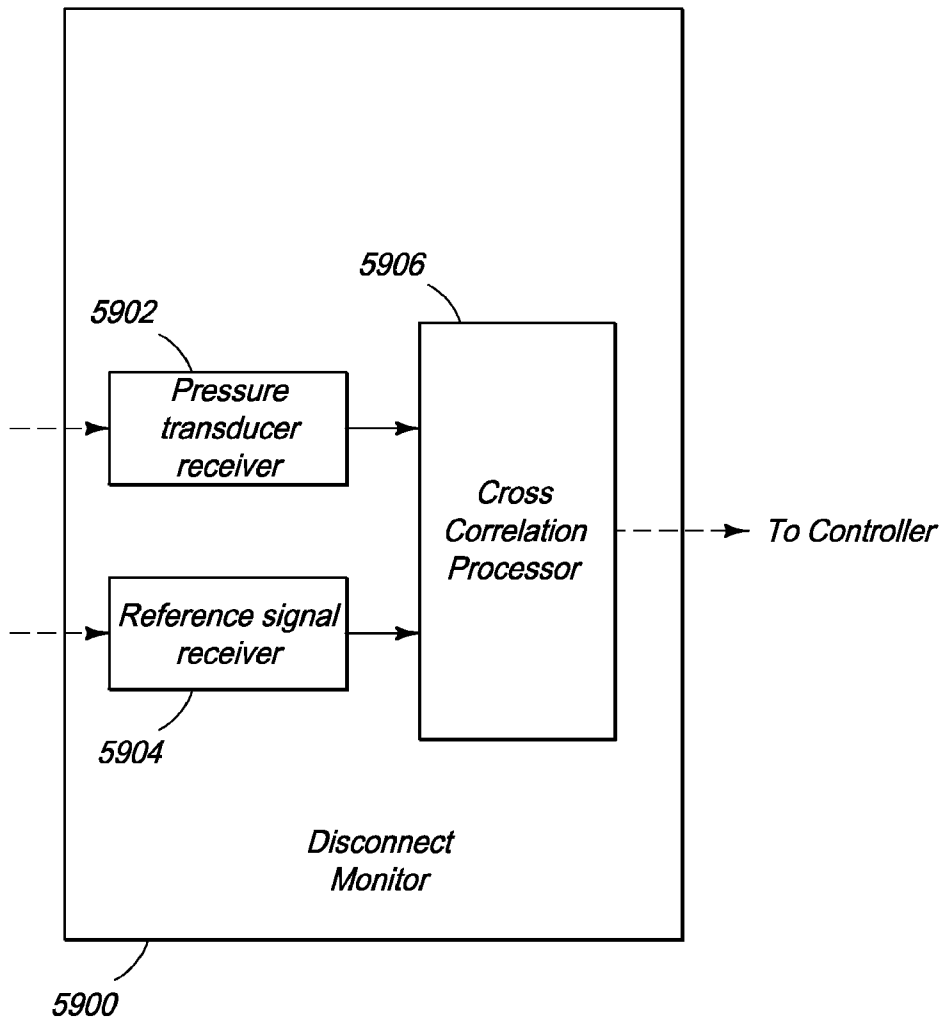 5906
5902
Pressure
transducer
receiver
Cross
Correlation
Processor
To Controller
Reference signal
receiver
5904
Disconnect
Monitor
5900